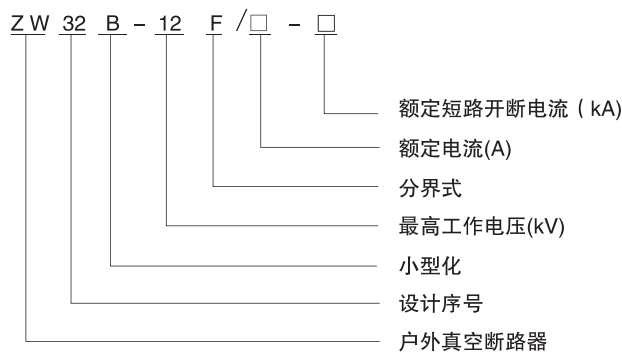 ZW 32 B - 12 F / □ - □
额定短路开断电流（kA)
额定电流(A)
分界式
最高工作电压(kV)
小型化
设计序号
户外真空断路器